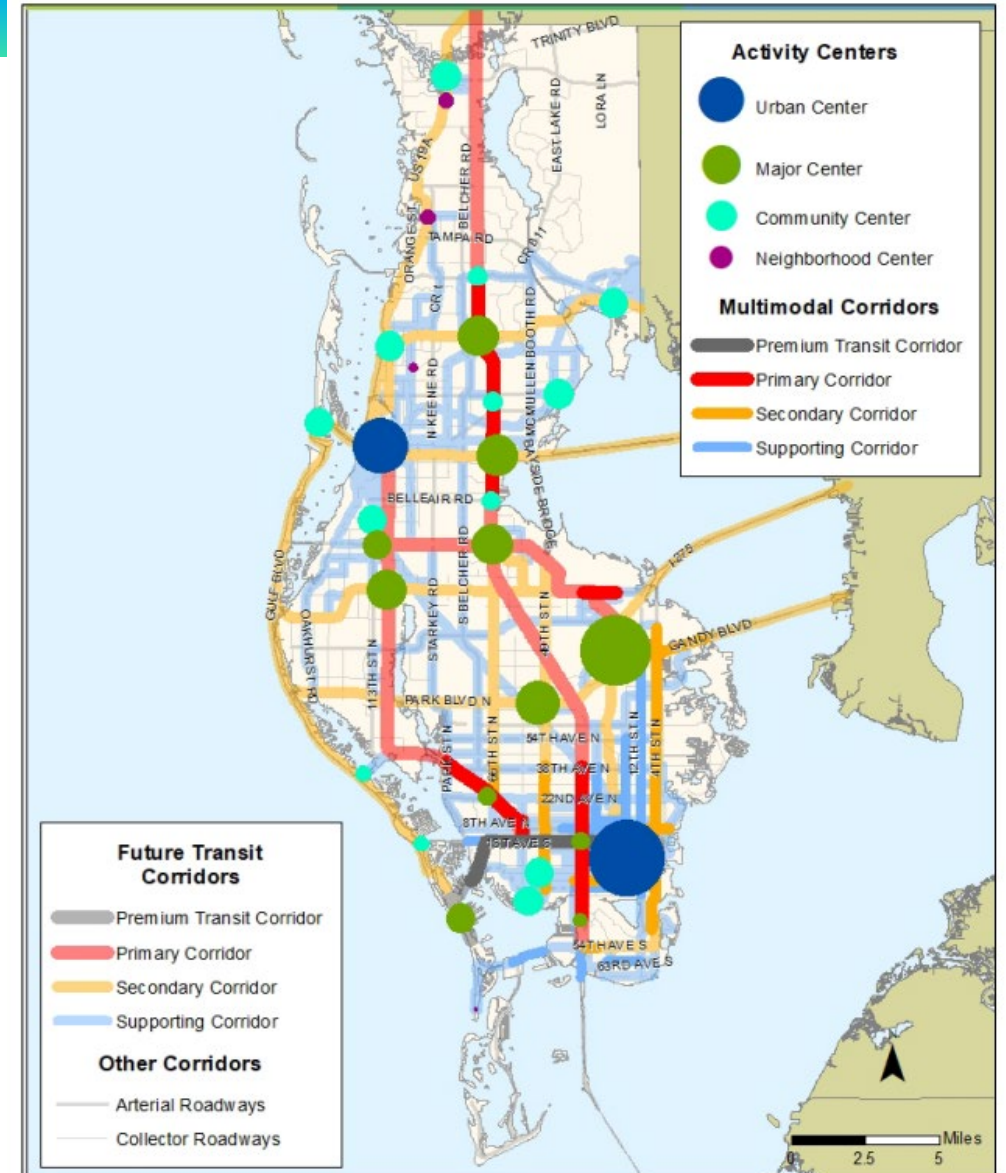 TRINITY BLVD
EAST LAKE RD
LORA LN
US 19A
BELCHER RD
ORANGE ST
TAMPA RD
CR 811
CR 1
MCMULLEN BOOTH RD
N KEENE RD
BAYSIDE BRIDGE
BELLEAIR RD
S BELCHER RD
I-275
GULF BLVD
OAKHURST RD
STARKEY RD
49TH ST N
GANDY BLVD
113TH ST N
PARK BLVD N
12TH ST N
4TH ST N
54TH AVE N
PARK ST N
66TH ST N
38TH AVE N
22ND AVE N
8TH AVE N
1ST AVE S
54TH AVE S
63RD AVE S
Activity Centers
Urban Center
Major Center
Community Center
Neighborhood Center
Multimodal Corridors
Premium Transit Corridor
Primary Corridor
Secondary Corridor
Supporting Corridor
Future Transit
Corridors
Premium Transit Corridor
Primary Corridor
Secondary Corridor
Supporting Corridor
Other Corridors
Arterial Roadways
Collector Roadways
Miles
0 2.5 5